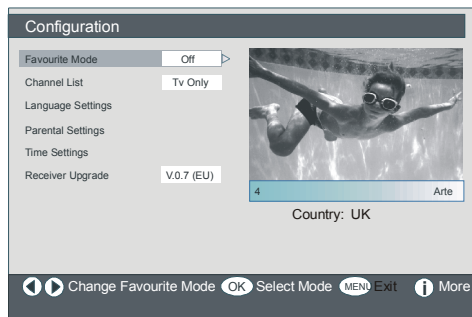 Configuration
Favourite Mode Off
Channel List Tv Only
Language Settings
Parental Settings
Time Settings
Receiver Upgrade V.0.7 (EU)
4 Arte
Country: UK
Change Favourite Mode OK Select Mode MENU Exit i More